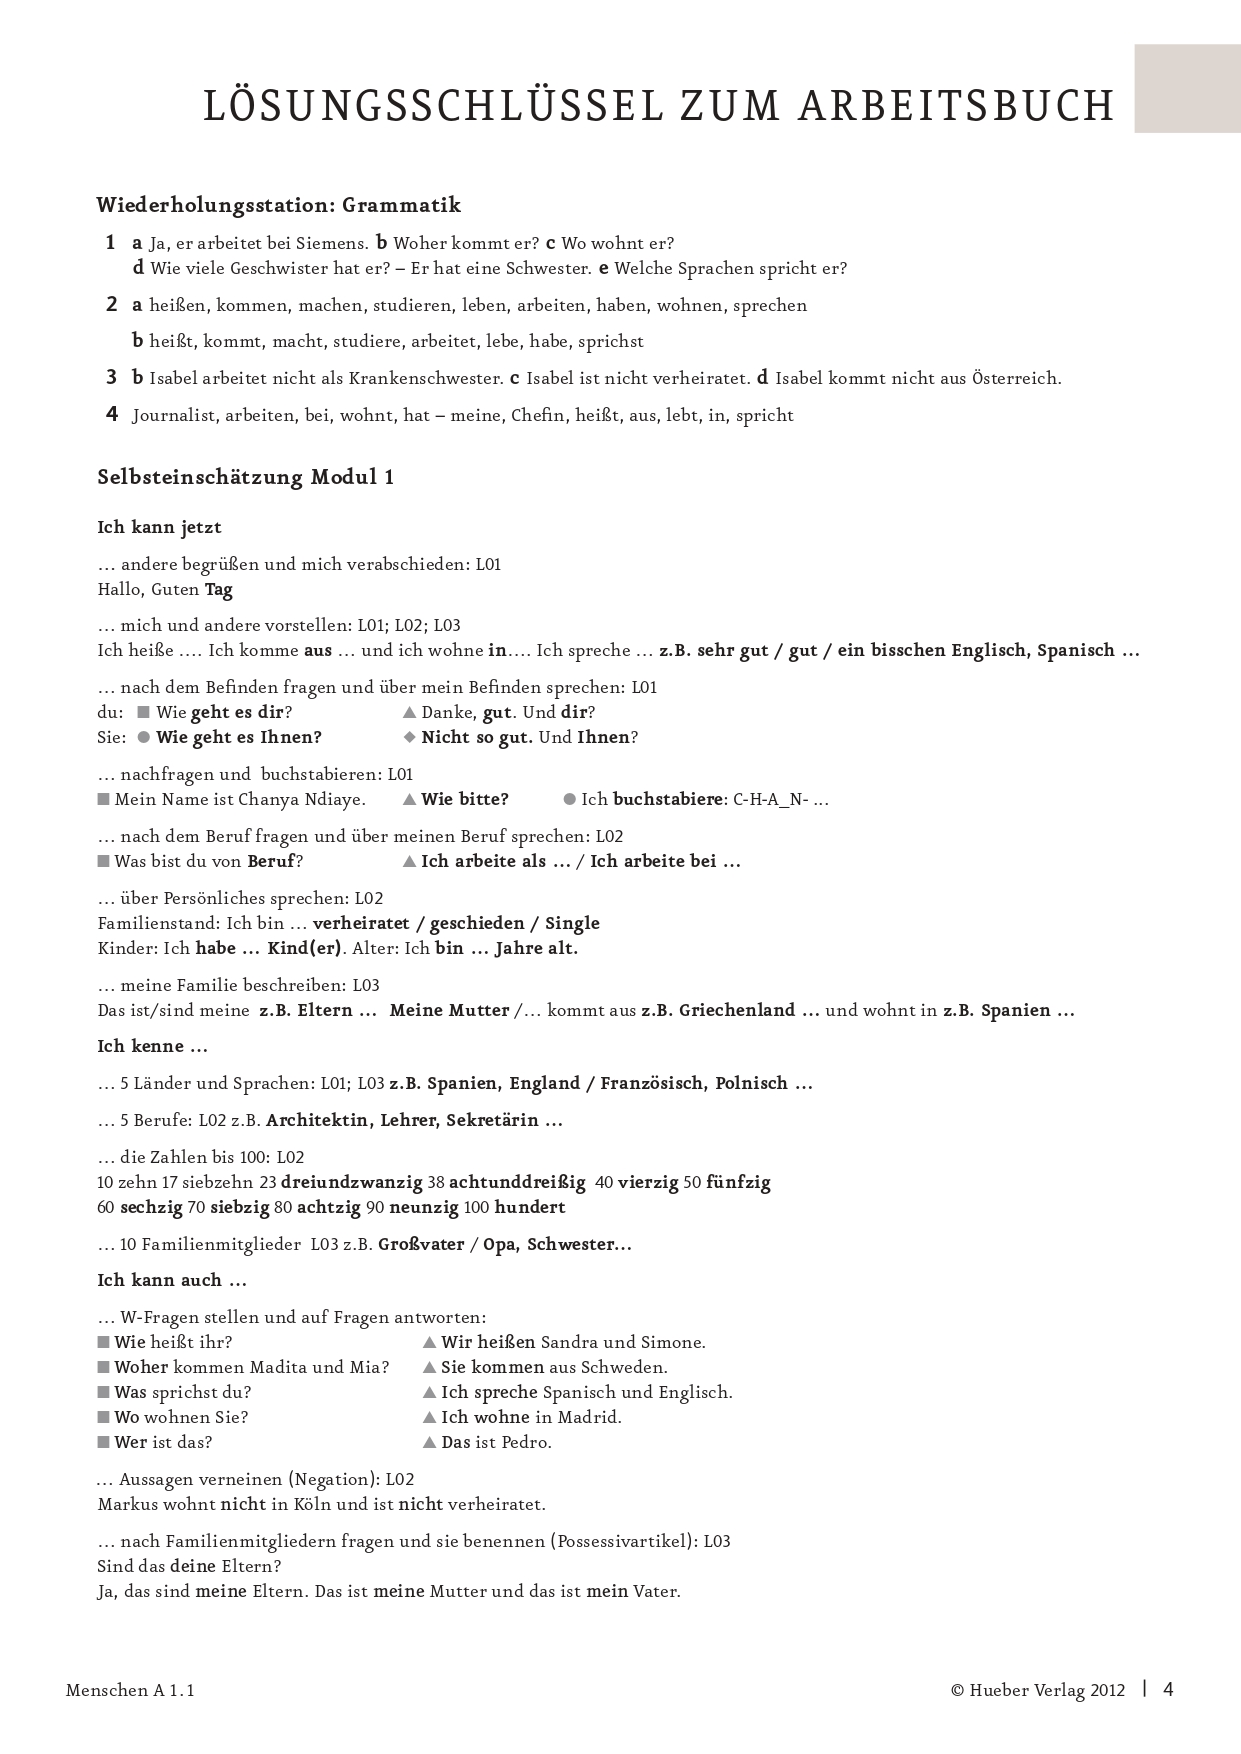 LÖSUNGSSCHLÜSSEL ZUM ARBEITSBUCH
Wiederholungsstation: Grammatik
1 a Ja, er arbeitet bei Siemens. b Woher kommt er? c Wo wohnt er?
d Wie viele Geschwister hat er? – Er hat eine Schwester. e Welche Sprachen spricht er?
2 a heißen, kommen, machen, studieren, leben, arbeiten, haben, wohnen, sprechen
b heißt, kommt, macht, studiere, arbeitet, lebe, habe, sprichst
3 b Isabel arbeitet nicht als Krankenschwester. c Isabel ist nicht verheiratet. d Isabel kommt nicht aus Österreich.
4 Journalist, arbeiten, bei, wohnt, hat – meine, Chefin, heißt, aus, lebt, in, spricht
Selbsteinschätzung Modul 1
Ich kann jetzt
… andere begrüßen und mich verabschieden: L01
Hallo, Guten Tag
… mich und andere vorstellen: L01; L02; L03
Ich heiße …. Ich komme aus … und ich wohne in…. Ich spreche … z.B. sehr gut / gut / ein bisschen Englisch, Spanisch …
… nach dem Befinden fragen und über mein Befinden sprechen: L01
du: ■ Wie geht es dir? ▲ Danke, gut. Und dir?
Sie: ● Wie geht es Ihnen? ◆ Nicht so gut. Und Ihnen?
… nachfragen und buchstabieren: L01
■ Mein Name ist Chanya Ndiaye. ▲ Wie bitte? ● Ich buchstabiere: C-H-A_N- …
… nach dem Beruf fragen und über meinen Beruf sprechen: L02
■ Was bist du von Beruf? ▲ Ich arbeite als … / Ich arbeite bei …
… über Persönliches sprechen: L02
Familienstand: Ich bin … verheiratet / geschieden / Single
Kinder: Ich habe … Kind(er). Alter: Ich bin … Jahre alt.
… meine Familie beschreiben: L03
Das ist/sind meine z.B. Eltern … Meine Mutter /… kommt aus z.B. Griechenland … und wohnt in z.B. Spanien …
Ich kenne …
… 5 Länder und Sprachen: L01; L03 z.B. Spanien, England / Französisch, Polnisch …
… 5 Berufe: L02 z.B. Architektin, Lehrer, Sekretärin …
… die Zahlen bis 100: L02
10 zehn 17 siebzehn 23 dreiundzwanzig 38 achtunddreißig 40 vierzig 50 fünfzig
60 sechzig 70 siebzig 80 achtzig 90 neunzig 100 hundert
… 10 Familienmitglieder L03 z.B. Großvater / Opa, Schwester…
Ich kann auch …
… W-Fragen stellen und auf Fragen antworten:
■ Wie heißt ihr? ▲ Wir heißen Sandra und Simone.
■ Woher kommen Madita und Mia? ▲ Sie kommen aus Schweden.
■ Was sprichst du? ▲ Ich spreche Spanisch und Englisch.
■ Wo wohnen Sie? ▲ Ich wohne in Madrid.
■ Wer ist das? ▲ Das ist Pedro.
… Aussagen verneinen (Negation): L02
Markus wohnt nicht in Köln und ist nicht verheiratet.
… nach Familienmitgliedern fragen und sie benennen (Possessivartikel): L03
Sind das deine Eltern?
Ja, das sind meine Eltern. Das ist meine Mutter und das ist mein Vater.
Menschen A 1.1 © Hueber Verlag 2012 | 4